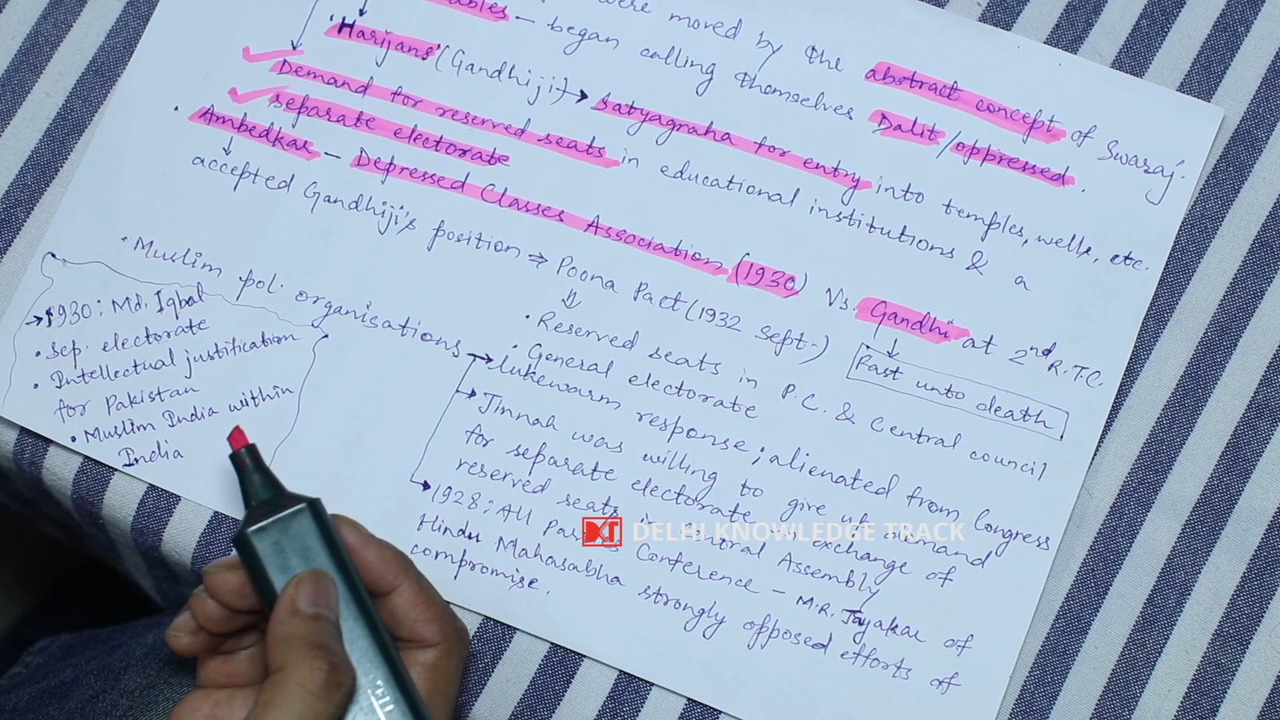 were moved by the abstract concept of Swaraj.
ables – began calling themselves Dalit/oppressed.
'Harijans' (Gandhiji) → Satyagraha for entry into temples, wells, etc.
Demand for reserved seats in educational institutions & a
separate electorate
• Ambedkar – Depressed Classes Association (1930) Vs. Gandhi at 2nd R.T.C.
↓
accepted Gandhiji's position ⇒ Poona Pact (1932 Sept.)
Fast unto death
• Reserved seats in P.C. & Central council
• General electorate
• Muslim pol. organisations → lukewarm response; alienated from Congress
→ Jinnah was willing to give up demand
for separate electorate in exchange of
reserved seats in Central Assembly
→ 1928: All Parties Conference – M.R. Jayakar of
Hindu Mahasabha strongly opposed efforts of
compromise.
→ 1930: Md. Iqbal
• Sep. electorate
• Intellectual justification
for Pakistan
• Muslim India within
India
DKT DELHI KNOWLEDGE TRACK